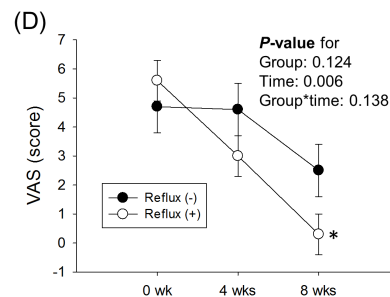 (D)
P-value for
Group: 0.124
Time: 0.006
Group*time: 0.138
VAS (score)
7
6
5
4
3
2
1
0
-1
Reflux (-)
Reflux (+)
*
0 wk 4 wks 8 wks